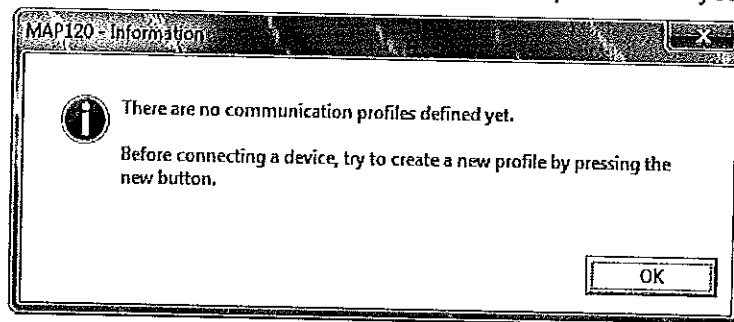 MAP120 - Information
There are no communication profiles defined yet.
Before connecting a device, try to create a new profile by pressing the
new button.
OK